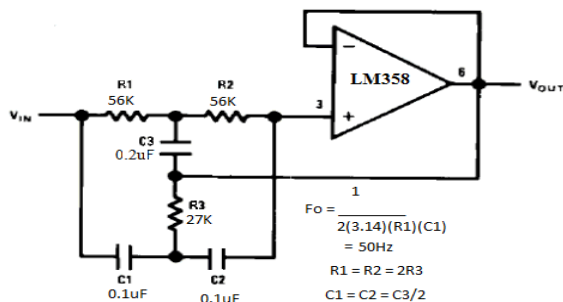 R1
56K
R2
56K
C3
0.2uF
R3
27K
C1
0.1uF
C2
0.1uF
VIN
3
−
+
LM358
6
VOUT
1
Fo =
2(3.14)(R1)(C1)
= 50Hz
R1 = R2 = 2R3
C1 = C2 = C3/2